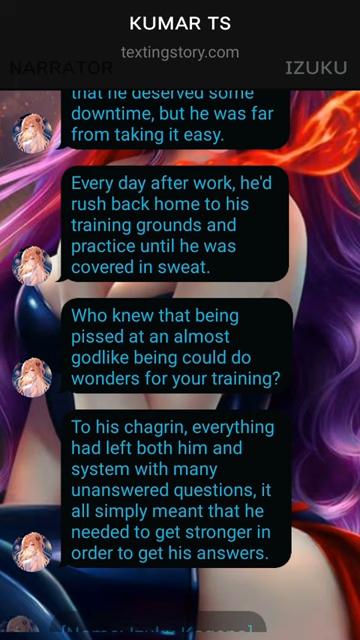 KUMAR TS
textingstory.com
NARRATOR
IZUKU
that he deserved some
downtime, but he was far
from taking it easy.
Every day after work, he'd
rush back home to his
training grounds and
practice until he was
covered in sweat.
Who knew that being
pissed at an almost
godlike being could do
wonders for your training?
To his chagrin, everything
had left both him and
system with many
unanswered questions, it
all simply meant that he
needed to get stronger in
order to get his answers.